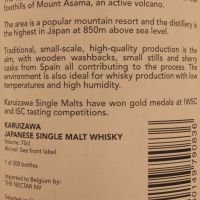 foothills of Mount Asama, an active volcano.
The area is a popular mountain resort and the distillery is
the highest in Japan at 850m above sea level.
Traditional, small-scale, high-quality production is the
aim, with wooden washbacks, small stills and sherry
casks from Spain all contributing to the process. The
environment is also ideal for whisky production with low
temperatures and high humidity.
Karuizawa Single Malts have won gold medals at IWSC
and ISC tasting competitions.
KARUIZAWA
JAPANESE SINGLE MALT WHISKY
Volume: 70cl
Alc/vol: See label front
1 of 200 bottles
Imported to Belgium by:
THE NECTAR NV